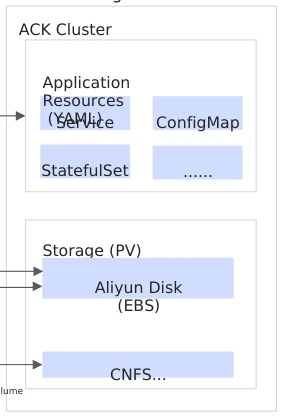 ACK Cluster
Application
Resources
(YAML)
Service
ConfigMap
StatefulSet
......
Storage (PV)
Aliyun Disk
(EBS)
CNFS...
lume